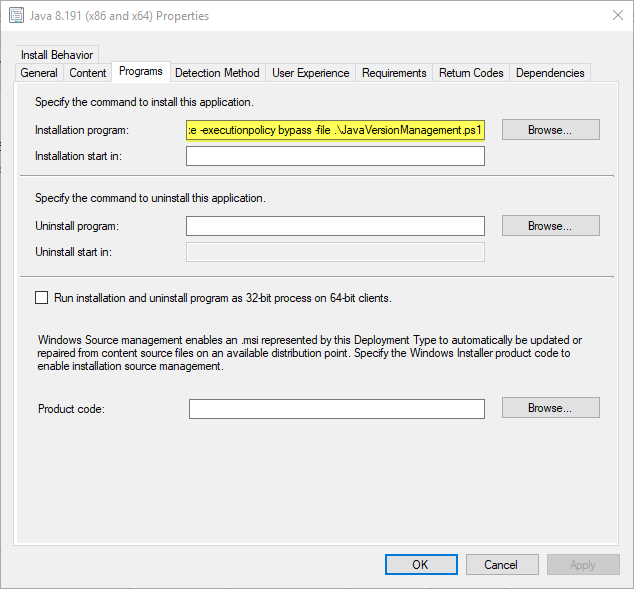 Java 8.191 (x86 and x64) Properties
Install Behavior
General Content Programs Detection Method User Experience Requirements Return Codes Dependencies
Specify the command to install this application.
Installation program: :e -executionpolicy bypass -file .\JavaVersionManagement.ps1 Browse...
Installation start in:
Specify the command to uninstall this application.
Uninstall program: Browse...
Uninstall start in:
Run installation and uninstall program as 32-bit process on 64-bit clients.
Windows Source management enables an .msi represented by this Deployment Type to automatically be updated or
repaired from content source files on an available distribution point. Specify the Windows Installer product code to
enable installation source management.
Product code: Browse...
OK Cancel Apply